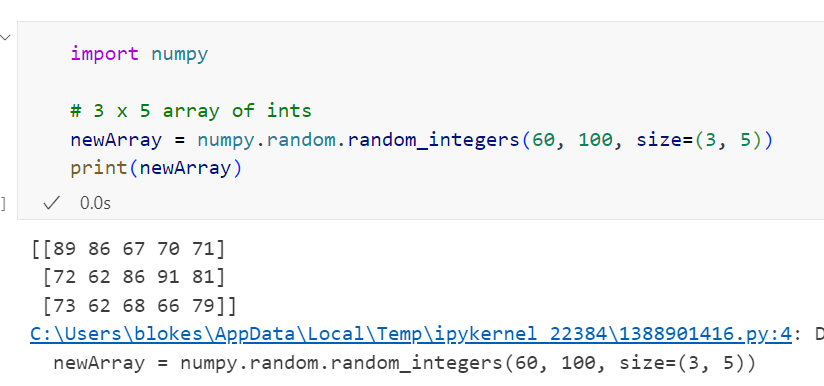 import numpy
# 3 x 5 array of ints
newArray = numpy.random.random_integers(60, 100, size=(3, 5))
print(newArray)
] 0.0s
[[89 86 67 70 71]
 [72 62 86 91 81]
 [73 62 68 66 79]]
C:\Users\blokes\AppData\Local\Temp\ipykernel_22384\1388901416.py:4: D
  newArray = numpy.random.random_integers(60, 100, size=(3, 5))